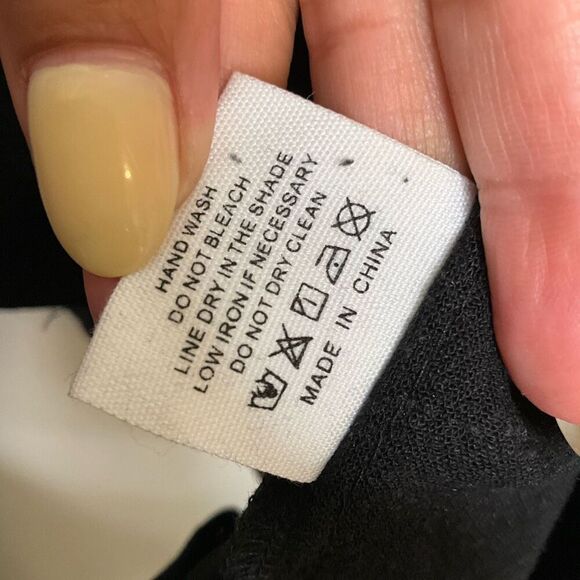 HAND WASH
DO NOT BLEACH
LINE DRY IN THE SHADE
LOW IRON IF NECESSARY
DO NOT DRY CLEAN
MADE IN CHINA